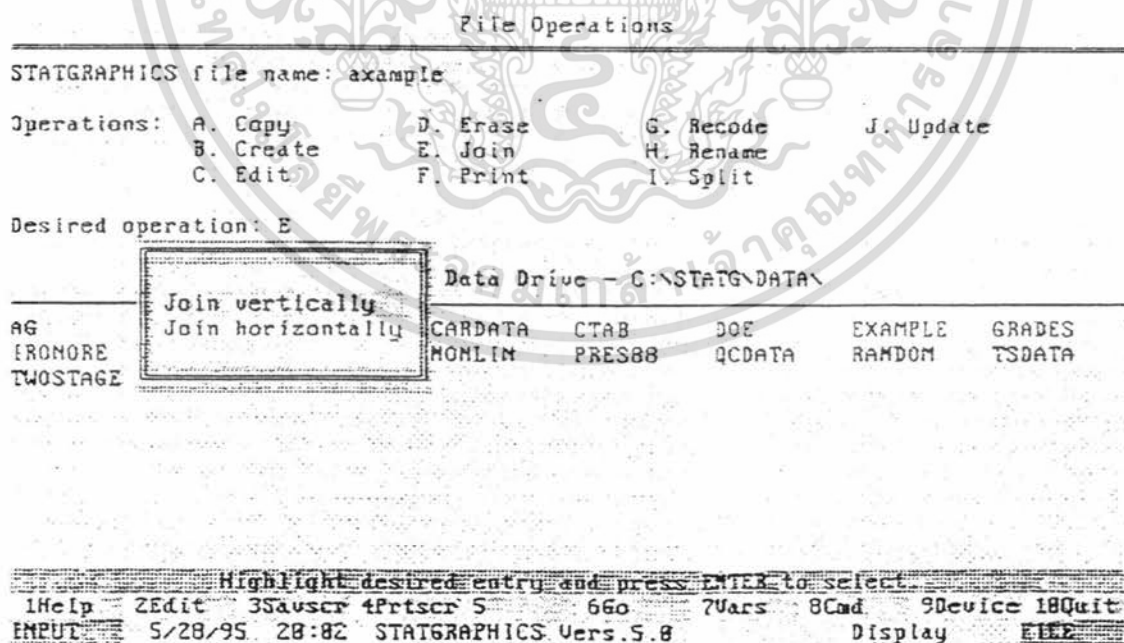 File Operations
STATGRAPHICS file name: axample
Operations: A. Copy D. Erase G. Recode J. Update
B. Create E. Join H. Rename
C. Edit F. Print I. Split
Desired operation: E
Data Drive - C:\STATG\DATA\
Join vertically
Join horizontally
AG CARDATA CTAB DOE EXAMPLE GRADES
IRONORE NONLIN PRES88 QCDATA RANDOM TSDATA
TWOSTAGE
Highlight desired entry and press ENTER to select.
1Help 2Edit 3Savscr 4Prtscr 5 6Go 7Vars 8Cmd 9Device 10Quit
INPUT 5/28/95 20:02 STATGRAPHICS Vers.5.0 Display